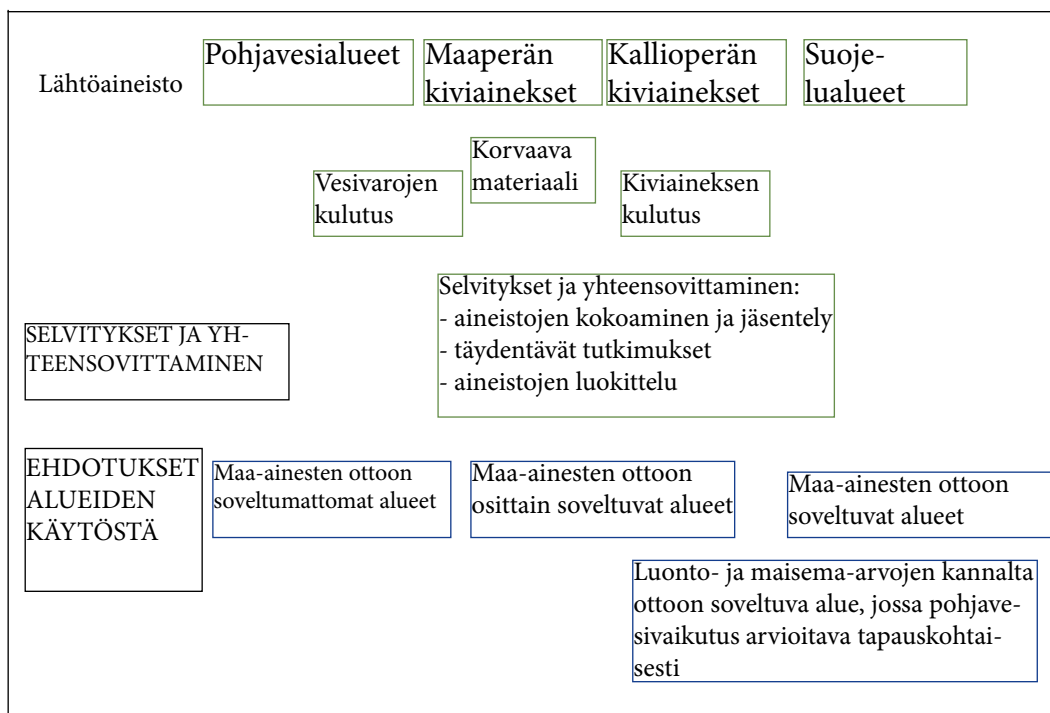 Lähtöaineisto
Pohjavesialueet
Maaperän
kiviainekset
Kallioperän
kiviainekset
Suoje-
lualueet
Korvaava
materiaali
Vesivarojen
kulutus
Kiviaineksen
kulutus
Selvitykset ja yhteensovittaminen:
- aineistojen kokoaminen ja jäsentely
- täydentävät tutkimukset
- aineistojen luokittelu
SELVITYKSET JA YH-
TEENSOVITTAMINEN
EHDOTUKSET
ALUEIDEN
KÄYTÖSTÄ
Maa-ainesten ottoon
soveltumattomat alueet
Maa-ainesten ottoon
osittain soveltuvat alueet
Maa-ainesten ottoon
soveltuvat alueet
Luonto- ja maisema-arvojen kannalta
ottoon soveltuva alue, jossa pohjave-
sivaikutus arvioitava tapauskohtai-
sesti